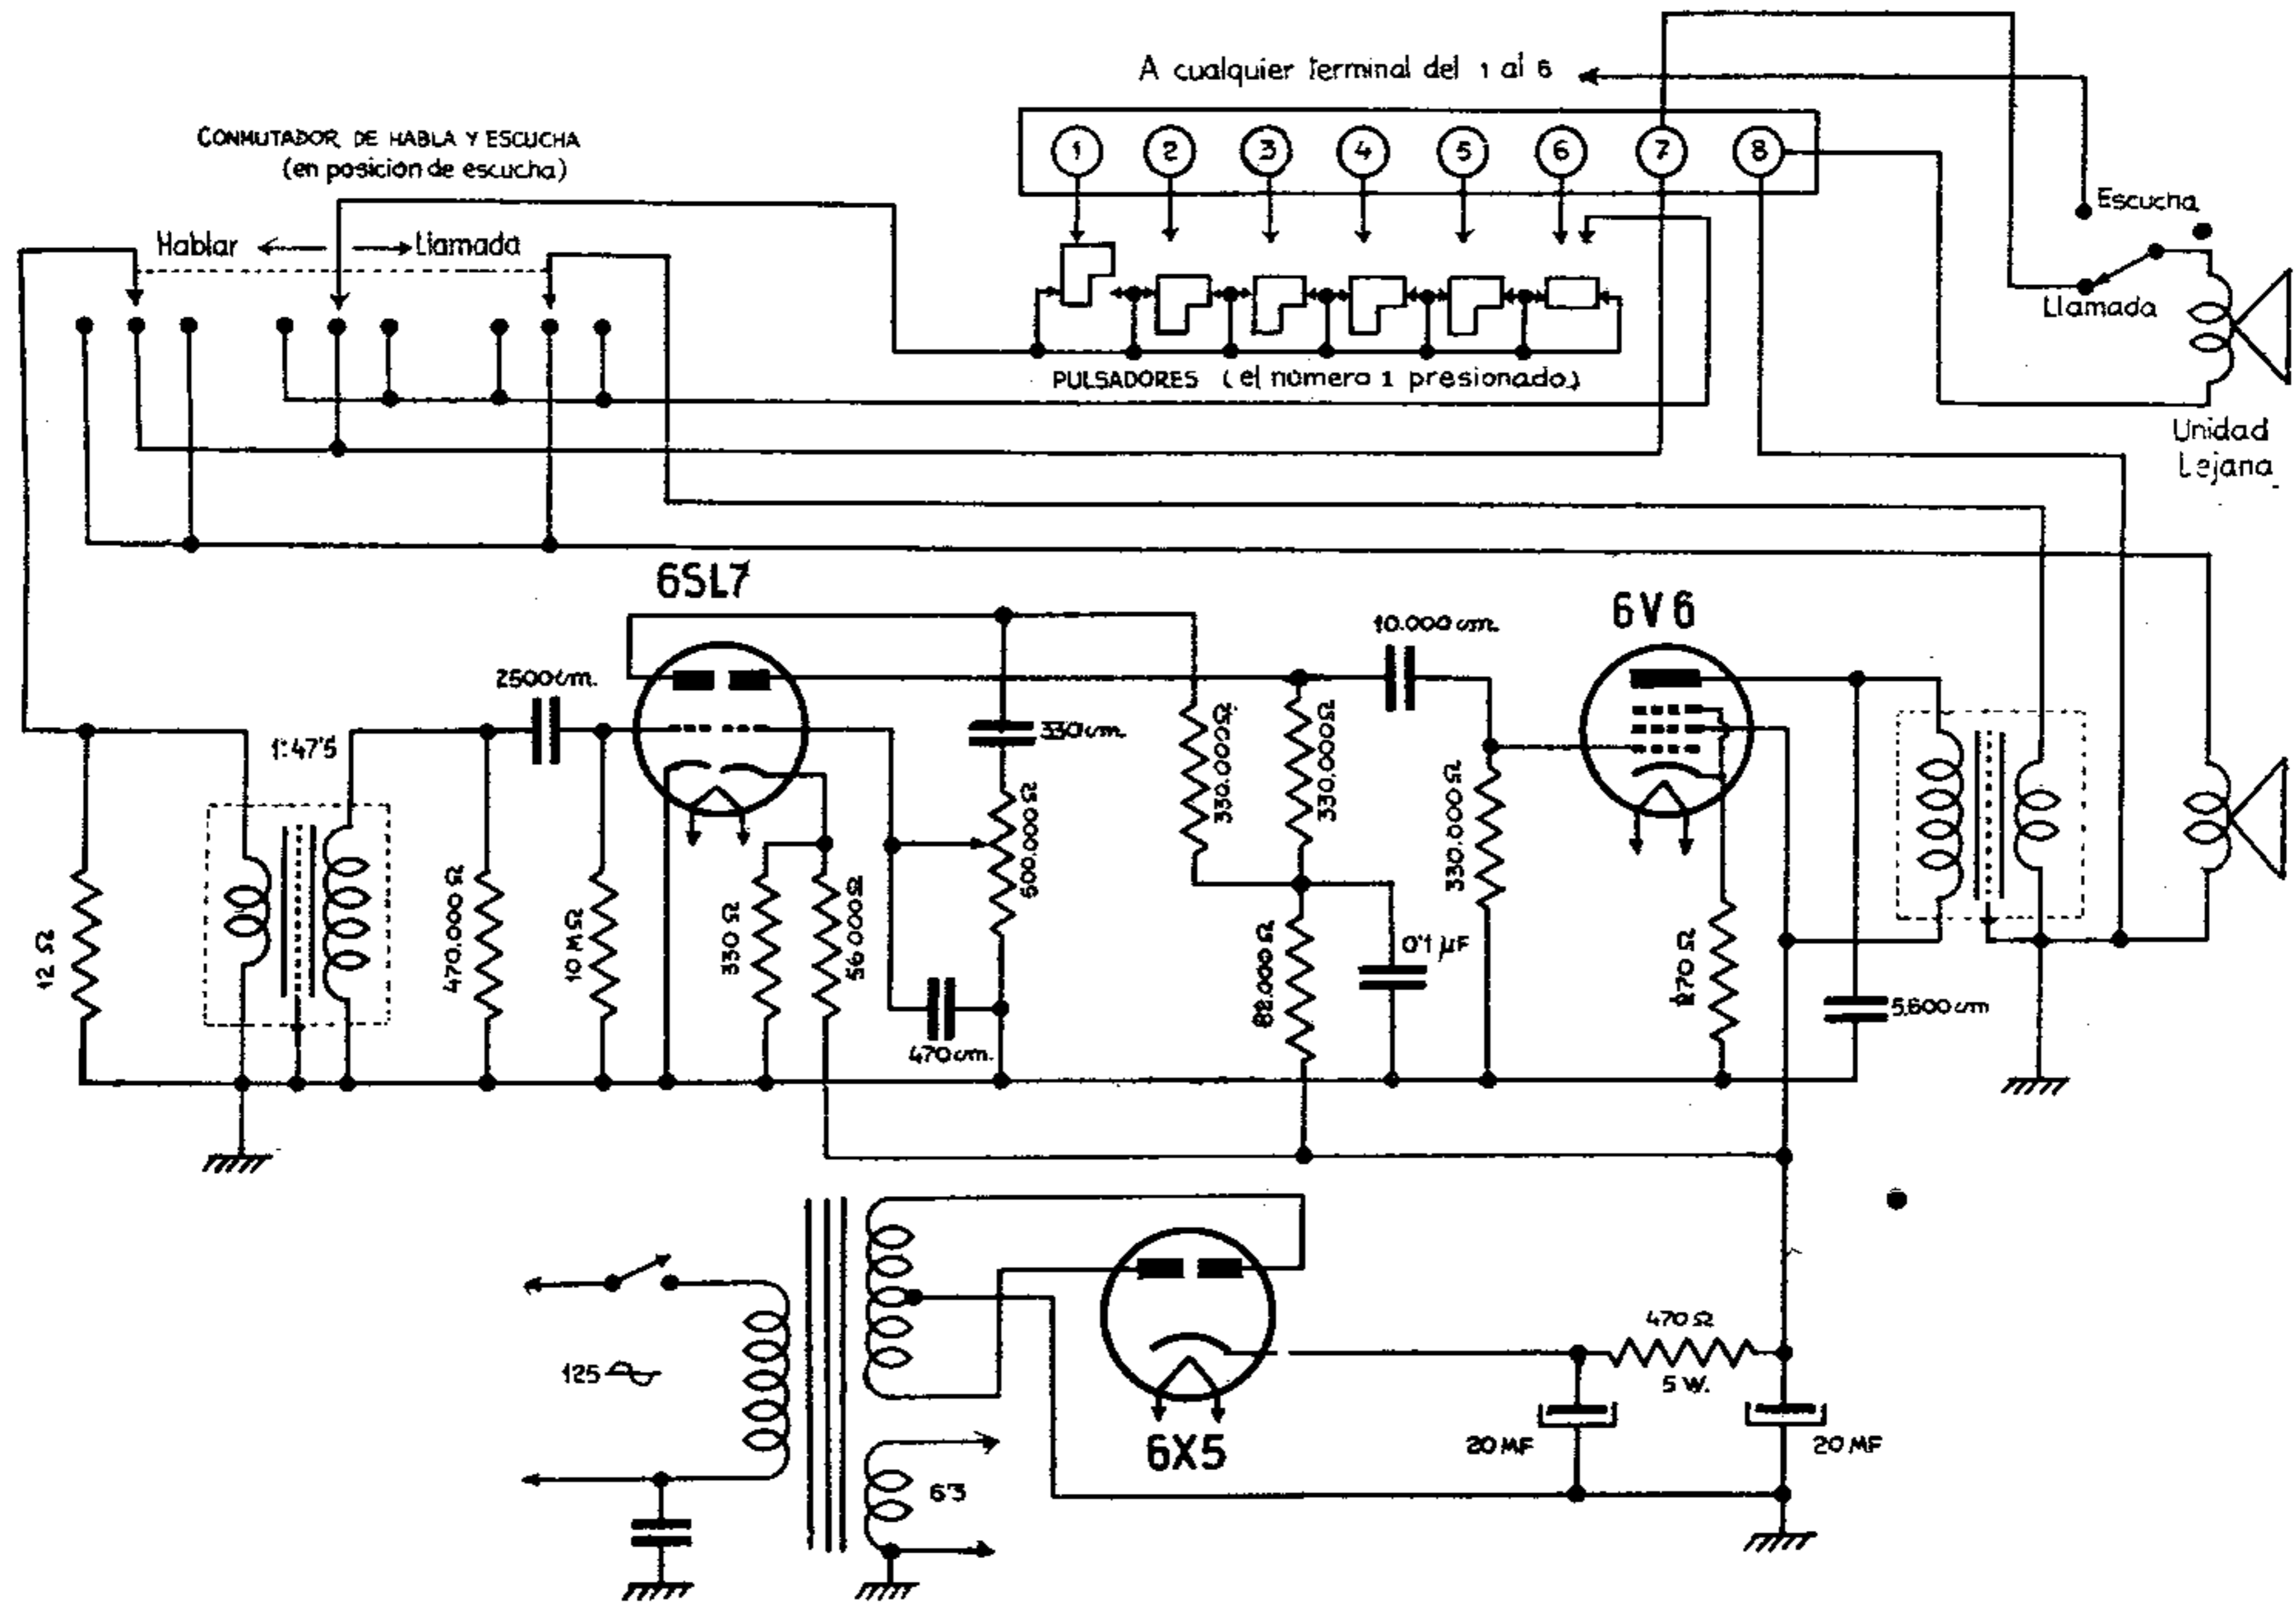 A cualquier terminal del 1 al 6
CONMUTADOR DE HABLA Y ESCUCHA
(en posición de escucha)
Hablar
Llamada
1
2
3
4
5
6
7
8
Escucha
Llamada
PULSADORES (el número 1 presionado)
Unidad
Lejana
6SL7
6V6
10.000 cm.
2500 cm.
1:47'5
330 cm.
330.000 Ω
330.000 Ω
500.000 Ω
330.000 Ω
12 Ω
470.000 Ω
10 MΩ
330 Ω
56.000 Ω
470 cm.
82.000 Ω
0'1 µF
270 Ω
5,600 cm
125
6'3
6X5
470 Ω
5 W.
20 MF
20 MF